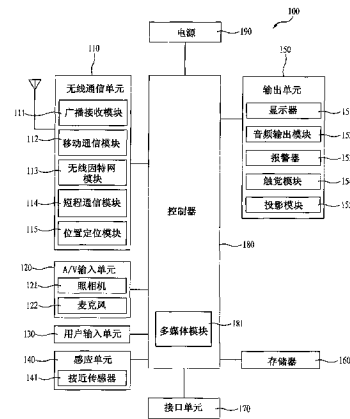 100
电源
190
110
无线通信单元
111
广播接收模块
112
移动通信模块
113
无线因特网
模块
114
短程通信模块
115
位置定位模块
120
A/V输入单元
121
照相机
122
麦克风
130
用户输入单元
140
感应单元
141
接近传感器
控制器
180
多媒体模块
181
150
输出单元
显示器
音频输出模块
报警器
触觉模块
投影模块
存储器
160
接口单元
170